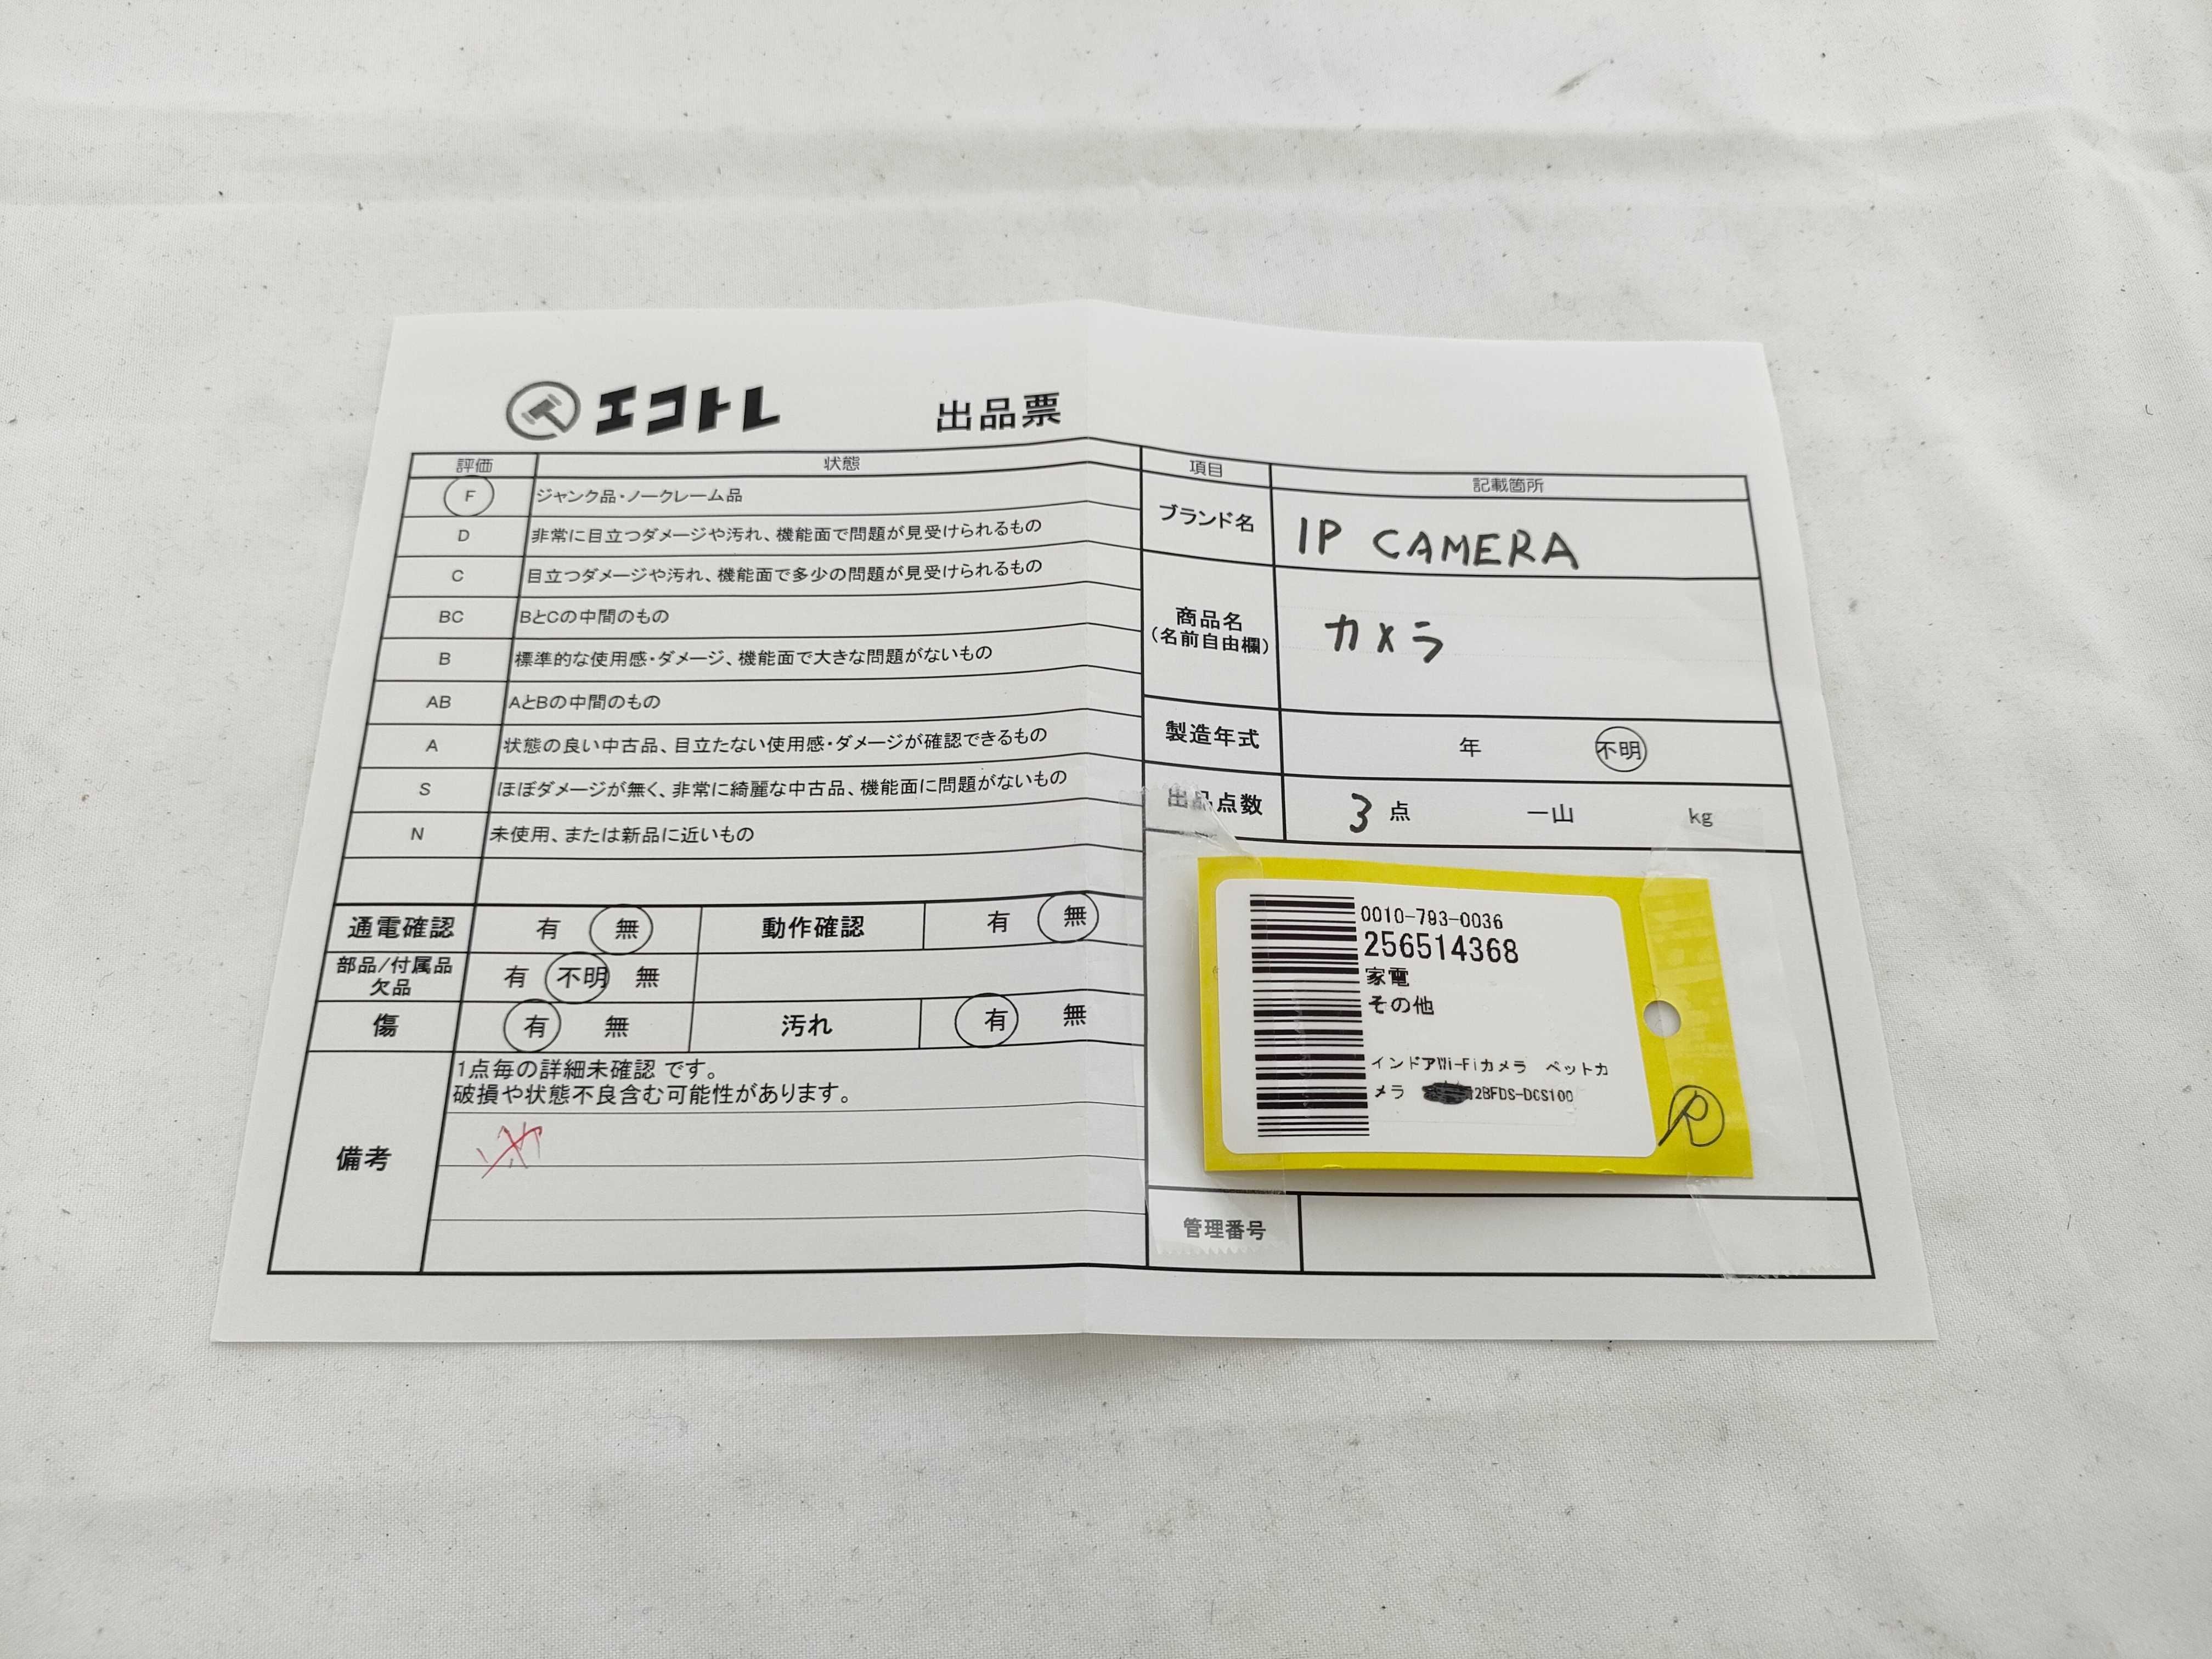 エコトレ 出品票
評価 状態
F ジャンク品・ノークレーム品
D 非常に目立つダメージや汚れ、機能面で問題が見受けられるもの
C 目立つダメージや汚れ、機能面で多少の問題が見受けられるもの
BC BとCの中間のもの
B 標準的な使用感・ダメージ、機能面で大きな問題がないもの
AB AとBの中間のもの
A 状態の良い中古品、目立たない使用感・ダメージが確認できるもの
S ほぼダメージが無く、非常に綺麗な中古品、機能面に問題がないもの
N 未使用、または新品に近いもの
通電確認 有 無 動作確認 有 無
部品/付属品 欠品 有 不明 無
傷 有 無 汚れ 有 無
備考
1点毎の詳細未確認 です。
破損や状態不良含む可能性があります。
項目 記載箇所
ブランド名 IP CAMERA
商品名
(名前自由欄) カメラ
製造年式 年 不明
出品点数 3 点 一山 kg
0010-793-0036
256514368
家電
その他
インドアWi-Fiカメラ ペットカ
メラ 2BFDS-DCS100
R
管理番号